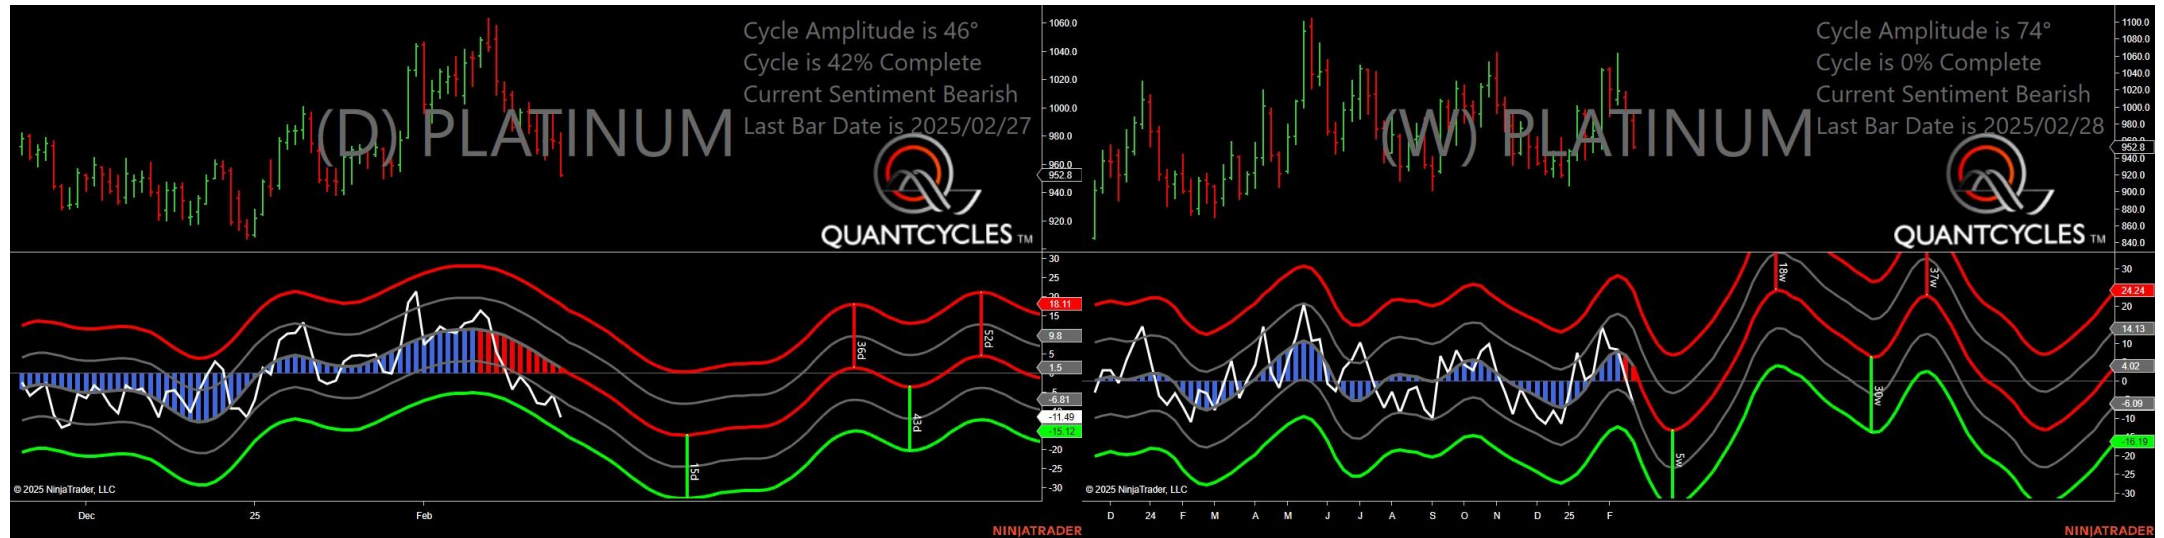 Cycle Amplitude is 46°
Cycle is 42% Complete
Current Sentiment Bearish
Last Bar Date is 2025/02/27
(D) PLATINUM
QUANTCYCLES TM
1060.0
1040.0
1020.0
1000.0
980.0
960.0
952.8
940.0
920.0
30
25
20
18.11
15
9.8
5
1.5
0
-5
-6.81
-10
-11.49
-15.12
-20
-25
-30
36d
52d
43d
15d
© 2025 NinjaTrader, LLC
Dec
25
Feb
NINJATRADER
Cycle Amplitude is 74°
Cycle is 0% Complete
Current Sentiment Bearish
Last Bar Date is 2025/02/28
(W) PLATINUM
QUANTCYCLES TM
1100.0
1080.0
1060.0
1040.0
1020.0
1000.0
980.0
952.8
940.0
920.0
900.0
880.0
860.0
840.0
30
24.24
20
14.13
10
4.02
0
-6.09
-10
-16.19
-20
-25
-30
18w
37w
30w
5w
© 2025 NinjaTrader, LLC
D 24 F M A M J J A S O N D 25 F
NINJATRADER